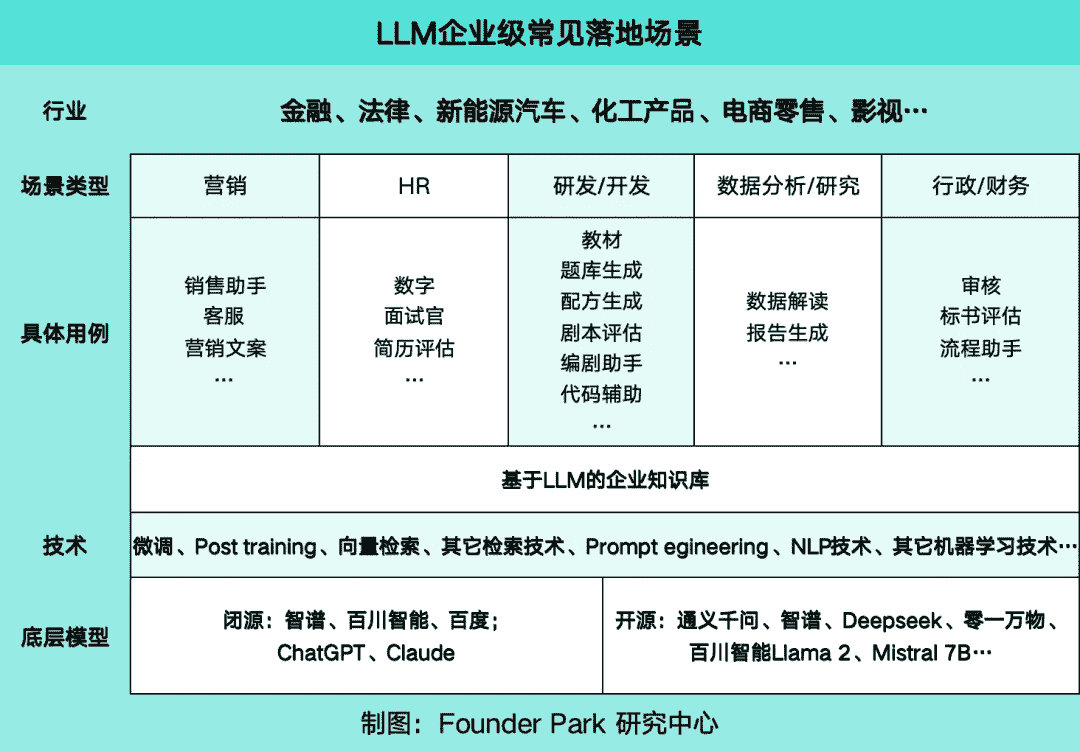 LLM企业级常见落地场景
行业
金融、法律、新能源汽车、化工产品、电商零售、影视…
场景类型
营销
HR
研发/开发
数据分析/研究
行政/财务
具体用例
销售助手
客服
营销文案
…
数字
面试官
简历评估
…
教材
题库生成
配方生成
剧本评估
编剧助手
代码辅助
…
数据解读
报告生成
…
审核
标书评估
流程助手
…
基于LLM的企业知识库
技术
微调、Post training、向量检索、其它检索技术、Prompt egineering、NLP技术、其它机器学习技术…
底层模型
闭源：智谱、百川智能、百度；
ChatGPT、Claude
开源：通义千问、智谱、Deepseek、零一万物、
百川智能Llama 2、Mistral 7B…
制图：Founder Park 研究中心